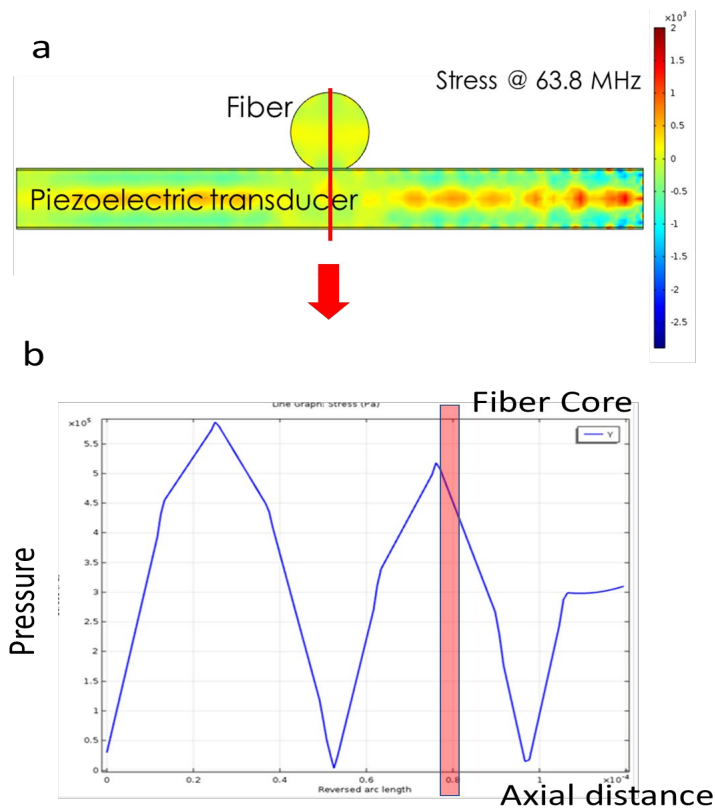 a
×10³
2
Stress @ 63.8 MHz
Fiber
1.5
1
0.5
0
Piezoelectric transducer
-0.5
-1
-1.5
-2
-2.5
b
Fiber Core
Line Graph: Stress (Pa)
×10⁵
Y
5.5
5
4.5
4
3.5
3
2.5
2
1.5
1
0.5
0
Pressure
0
0.2
0.4
0.6
0.8
1
×10⁻⁴
Reversed arc length
Axial distance